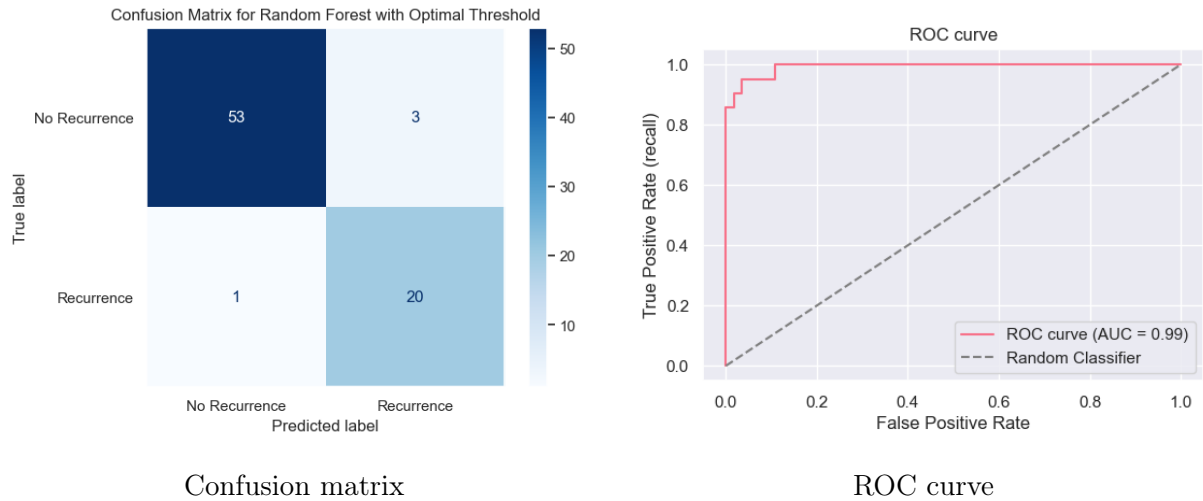 Confusion Matrix for Random Forest with Optimal Threshold
No Recurrence
Recurrence
True label
53
3
1
20
No Recurrence
Recurrence
Predicted label
50
40
30
20
10
Confusion matrix
ROC curve
True Positive Rate (recall)
1.0
0.8
0.6
0.4
0.2
0.0
ROC curve (AUC = 0.99)
Random Classifier
0.0
0.2
0.4
0.6
0.8
1.0
False Positive Rate
ROC curve